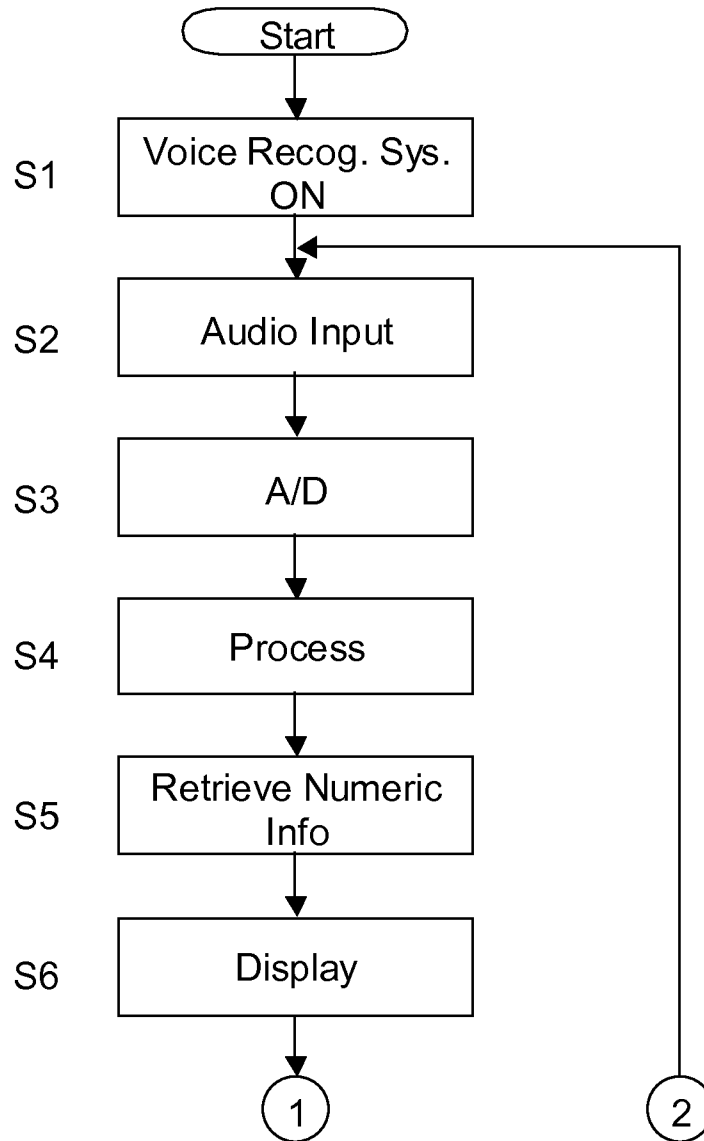 Start
S1
Voice Recog. Sys.
ON
S2
Audio Input
S3
A/D
S4
Process
S5
Retrieve Numeric
Info
S6
Display
1
2